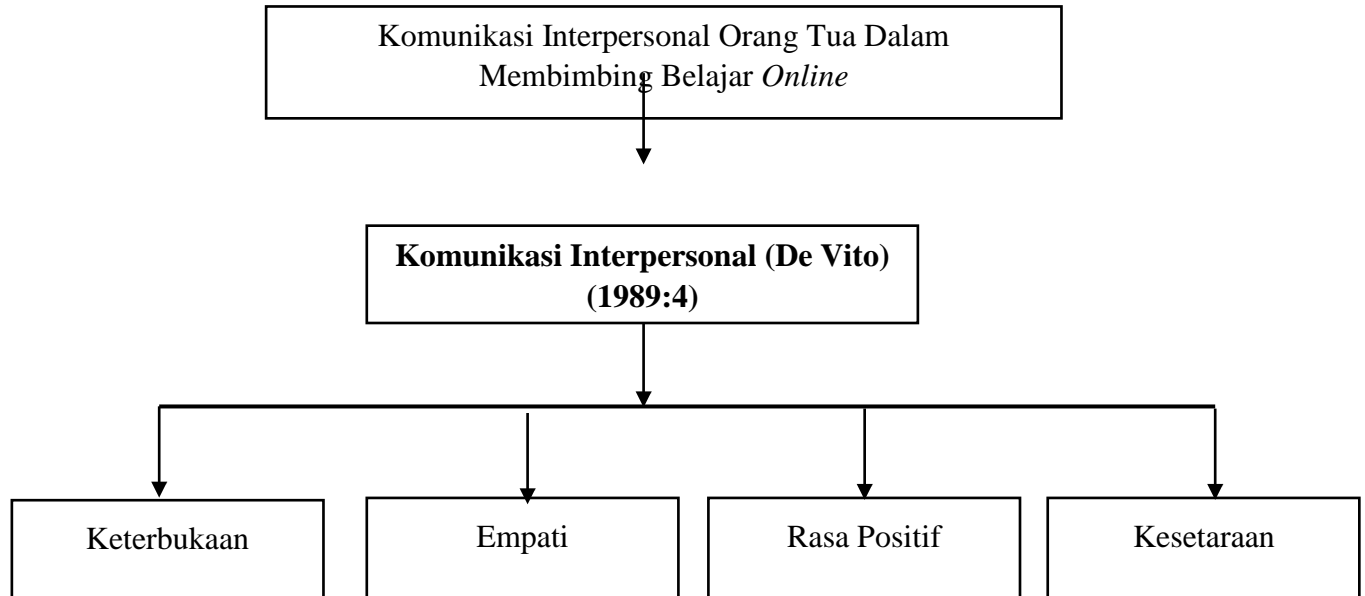 Komunikasi Interpersonal Orang Tua Dalam
Membimbing Belajar Online
Komunikasi Interpersonal (De Vito)
(1989:4)
Keterbukaan
Empati
Rasa Positif
Kesetaraan